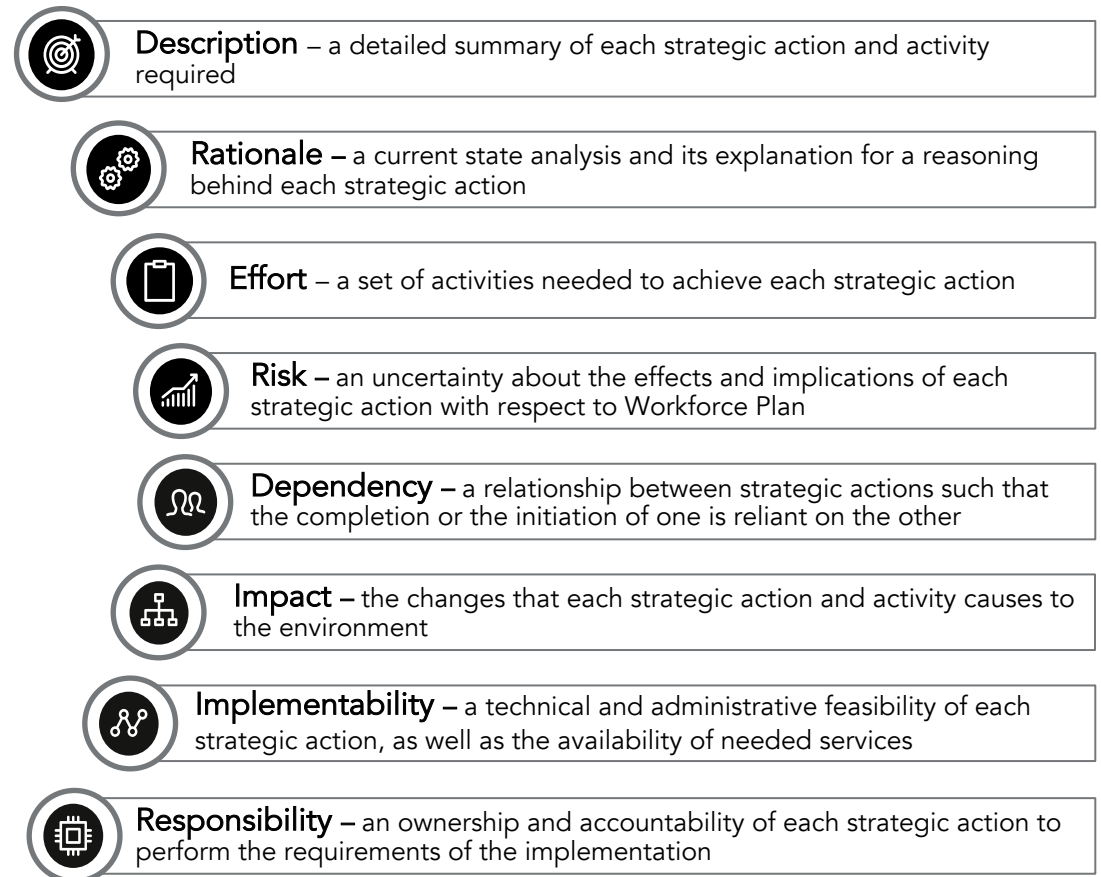 Description – a detailed summary of each strategic action and activity
required
Rationale – a current state analysis and its explanation for a reasoning
behind each strategic action
Effort – a set of activities needed to achieve each strategic action
Risk – an uncertainty about the effects and implications of each
strategic action with respect to Workforce Plan
Dependency – a relationship between strategic actions such that
the completion or the initiation of one is reliant on the other
Impact – the changes that each strategic action and activity causes to
the environment
Implementability – a technical and administrative feasibility of each
strategic action, as well as the availability of needed services
Responsibility – an ownership and accountability of each strategic action to
perform the requirements of the implementation